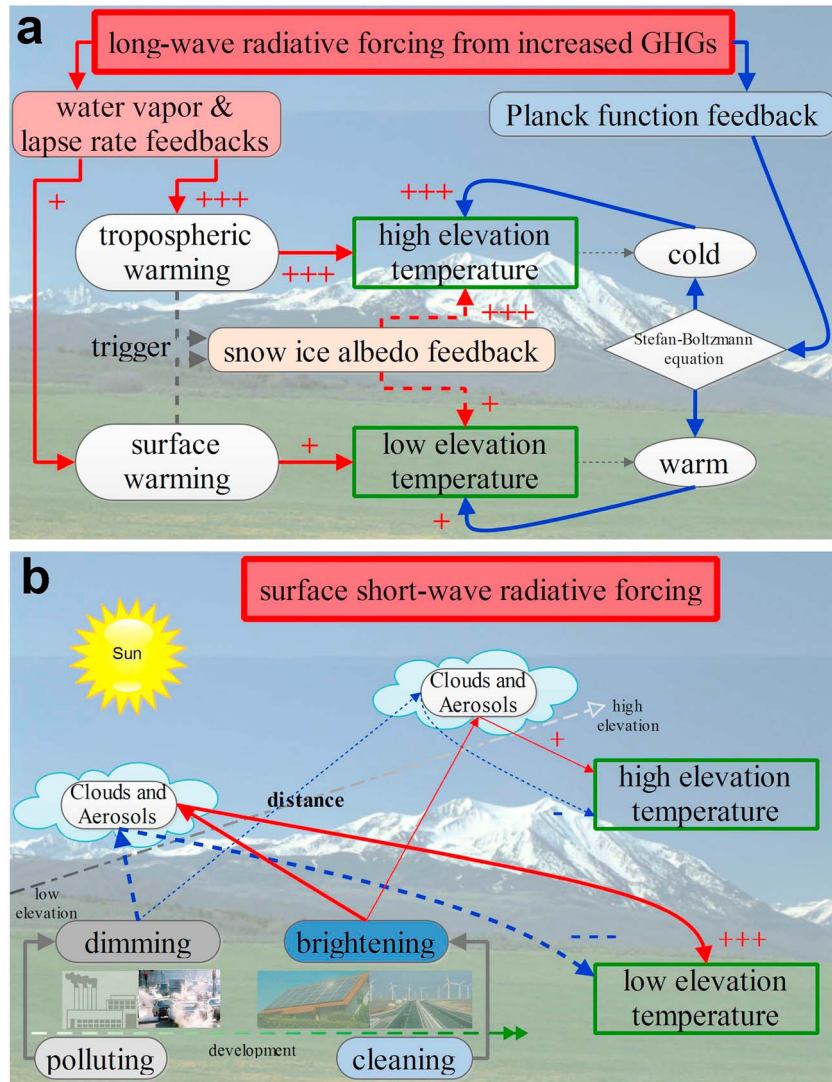 a
long-wave radiative forcing from increased GHGs
water vapor &
lapse rate feedbacks
Planck function feedback
+
+++
+++
tropospheric
warming
+++
high elevation
temperature
cold
+++
trigger
snow ice albedo feedback
Stefan-Boltzmann
equation
+
surface
warming
+
low elevation
temperature
warm
+
b
surface short-wave radiative forcing
Sun
Clouds and
Aerosols
high
elevation
+
high elevation
temperature
Clouds and
Aerosols
distance
-
low
elevation
dimming
brightening
---
+++
low elevation
temperature
development
polluting
cleaning